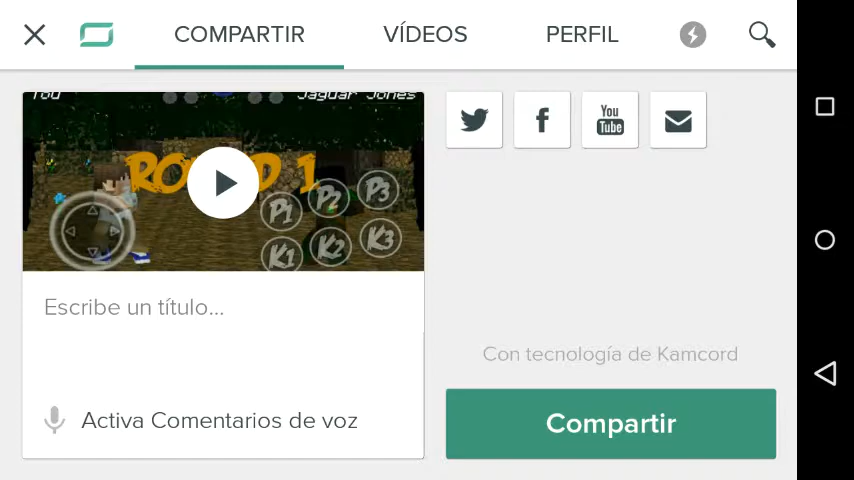 COMPARTIR
VÍDEOS
PERFIL
You
Jaguar Jones
ROUND 1
P1
P2
P3
K1
K2
K3
You
Tube
Escribe un título...
Activa Comentarios de voz
Con tecnología de Kamcord
Compartir